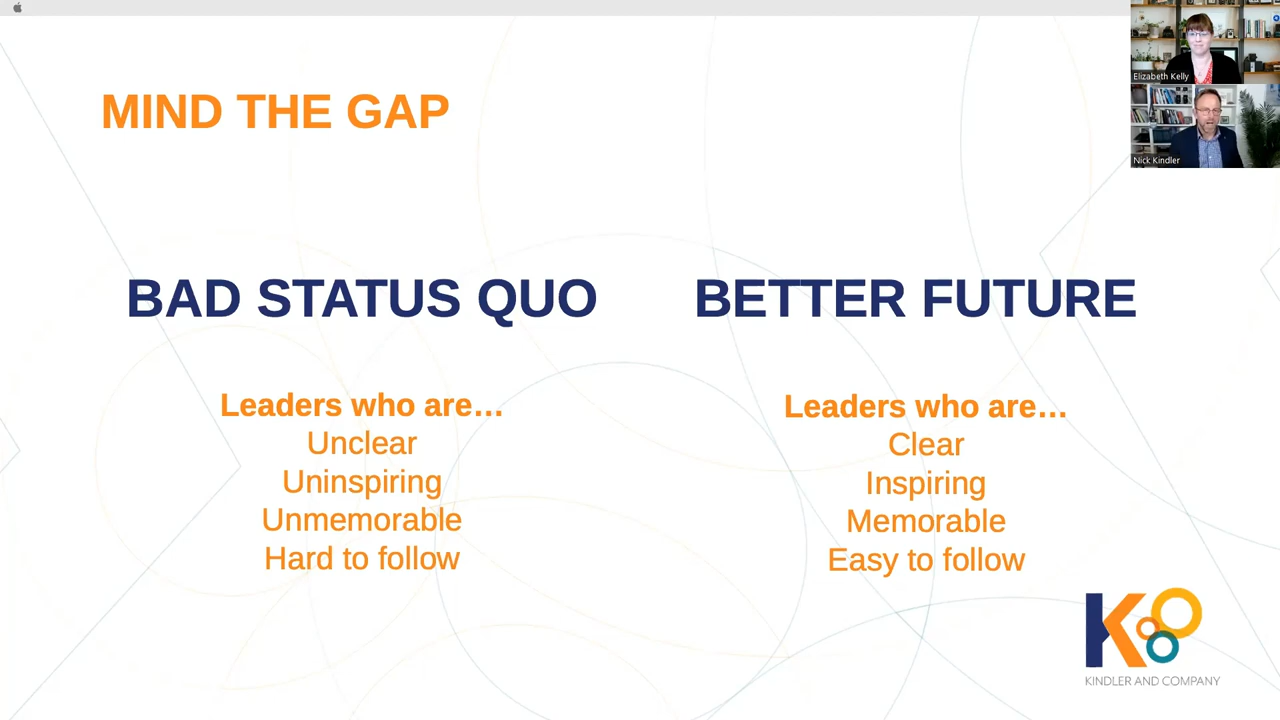 MIND THE GAP
Elizabeth Kelly
Nick Kindler
BAD STATUS QUO
Leaders who are…
Unclear
Uninspiring
Unmemorable
Hard to follow
BETTER FUTURE
Leaders who are…
Clear
Inspiring
Memorable
Easy to follow
K
KINDLER AND COMPANY